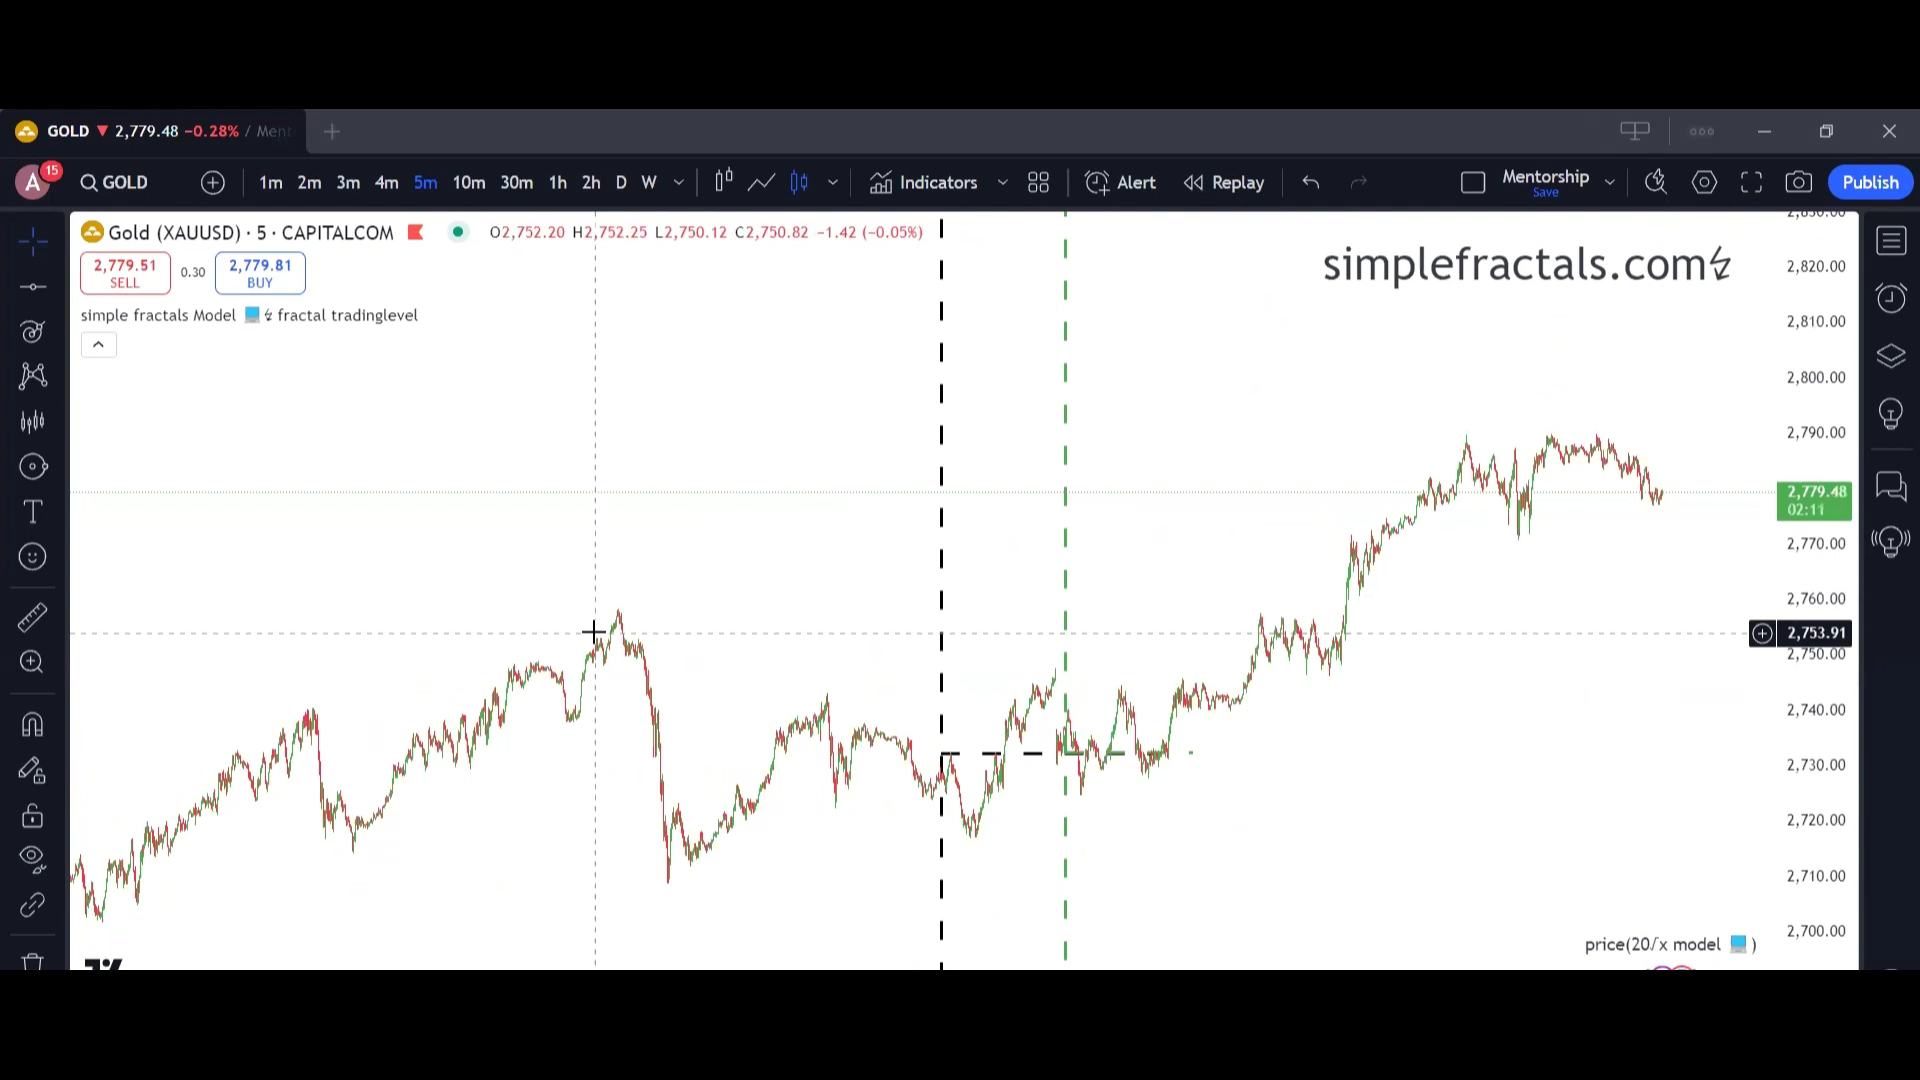 GOLD 2,779.48 −0.28% / Ment
A 15 GOLD 1m 2m 3m 4m 5m 10m 30m 1h 2h D W Indicators Alert Replay Mentorship Save Publish
Gold (XAUUSD) · 5 · CAPITALCOM O2,752.20 H2,752.25 L2,750.12 C2,750.82 −1.42 (−0.05%)
2,779.51 SELL 0.30 2,779.81 BUY
simple fractals Model fractal tradinglevel
simplefractals.com
2,830.00
2,820.00
2,810.00
2,800.00
2,790.00
2,779.48
02:11
2,770.00
2,760.00
2,753.91
2,750.00
2,740.00
2,730.00
2,720.00
2,710.00
2,700.00
price(20/x model )